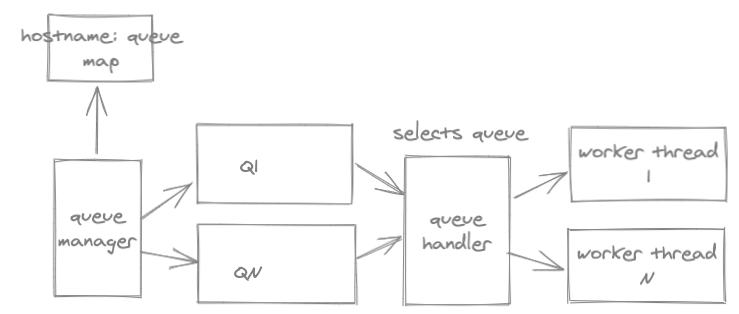 hostname: queue
map
selects queue
Q1
worker thread
1
queue
manager
queue
handler
QN
worker thread
N